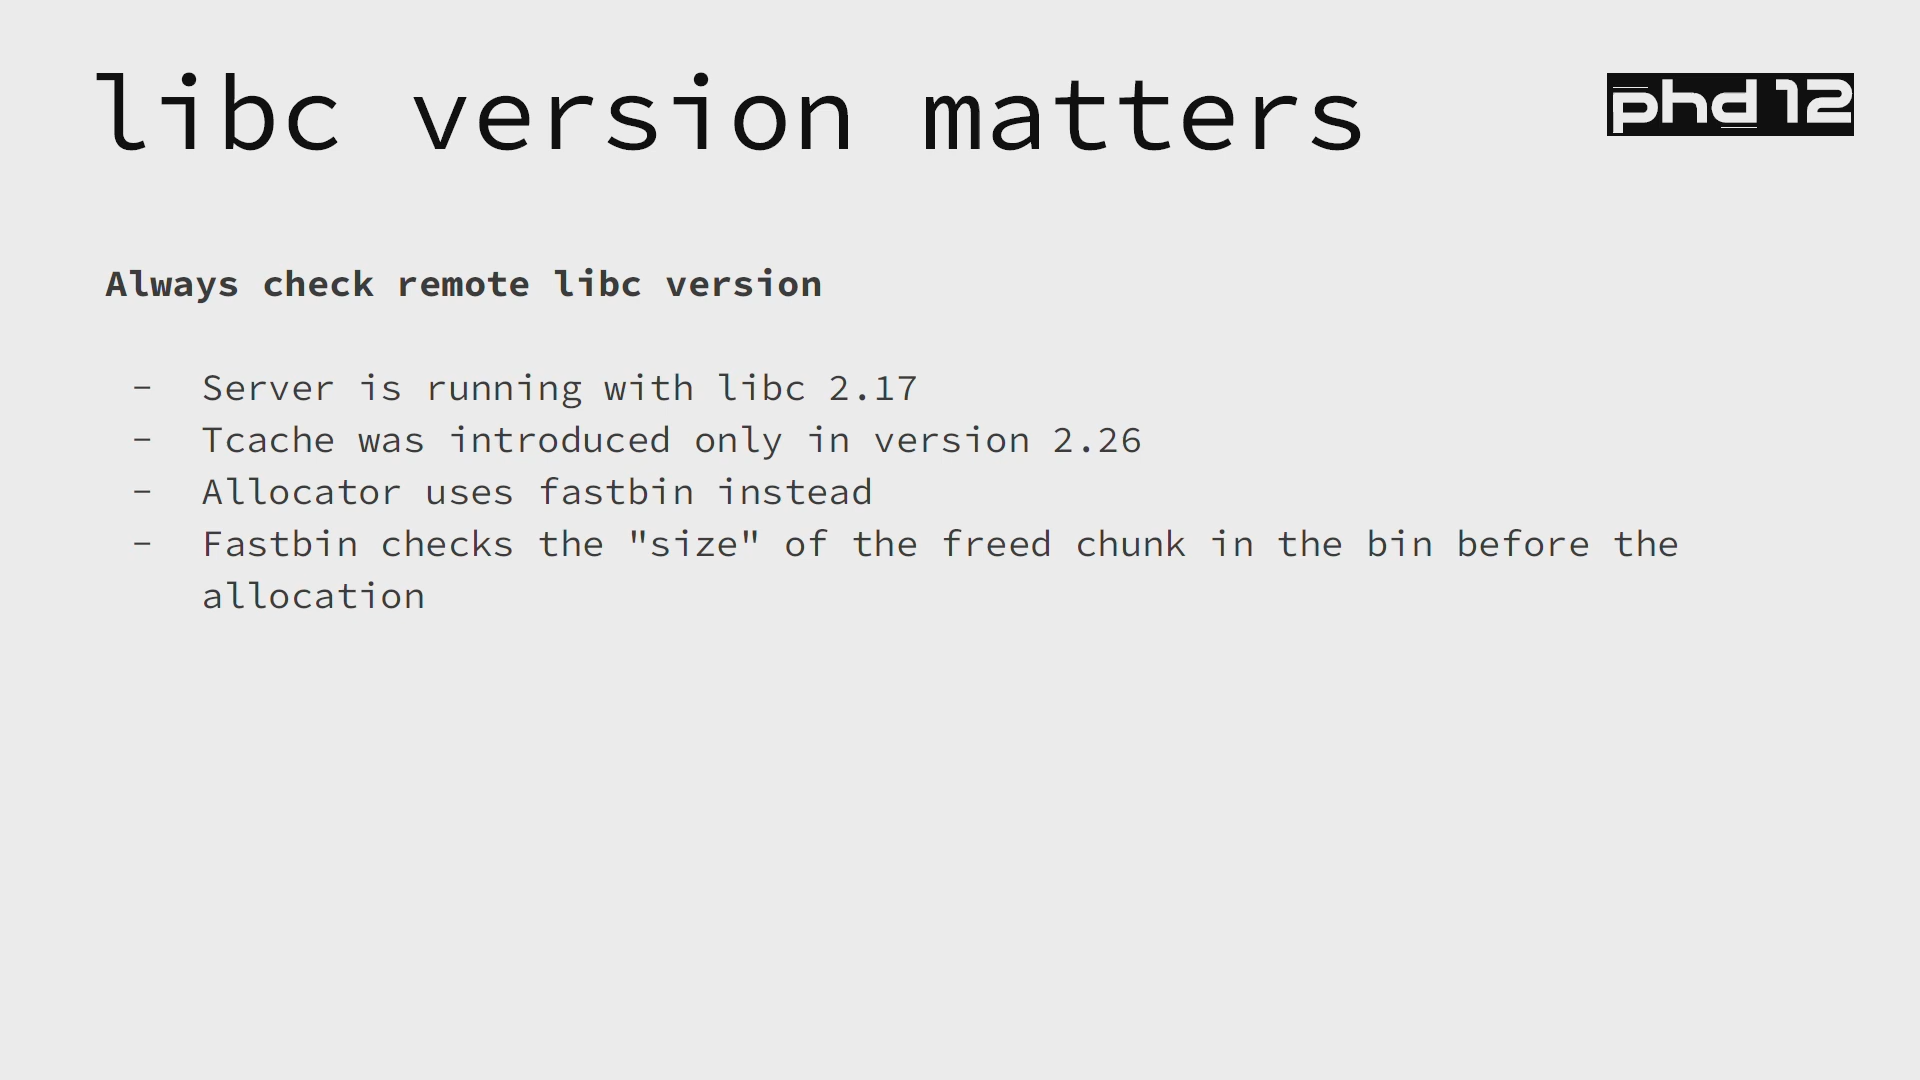 libc version matters
phd 12
Always check remote libc version
- Server is running with libc 2.17
- Tcache was introduced only in version 2.26
- Allocator uses fastbin instead
- Fastbin checks the "size" of the freed chunk in the bin before the
allocation